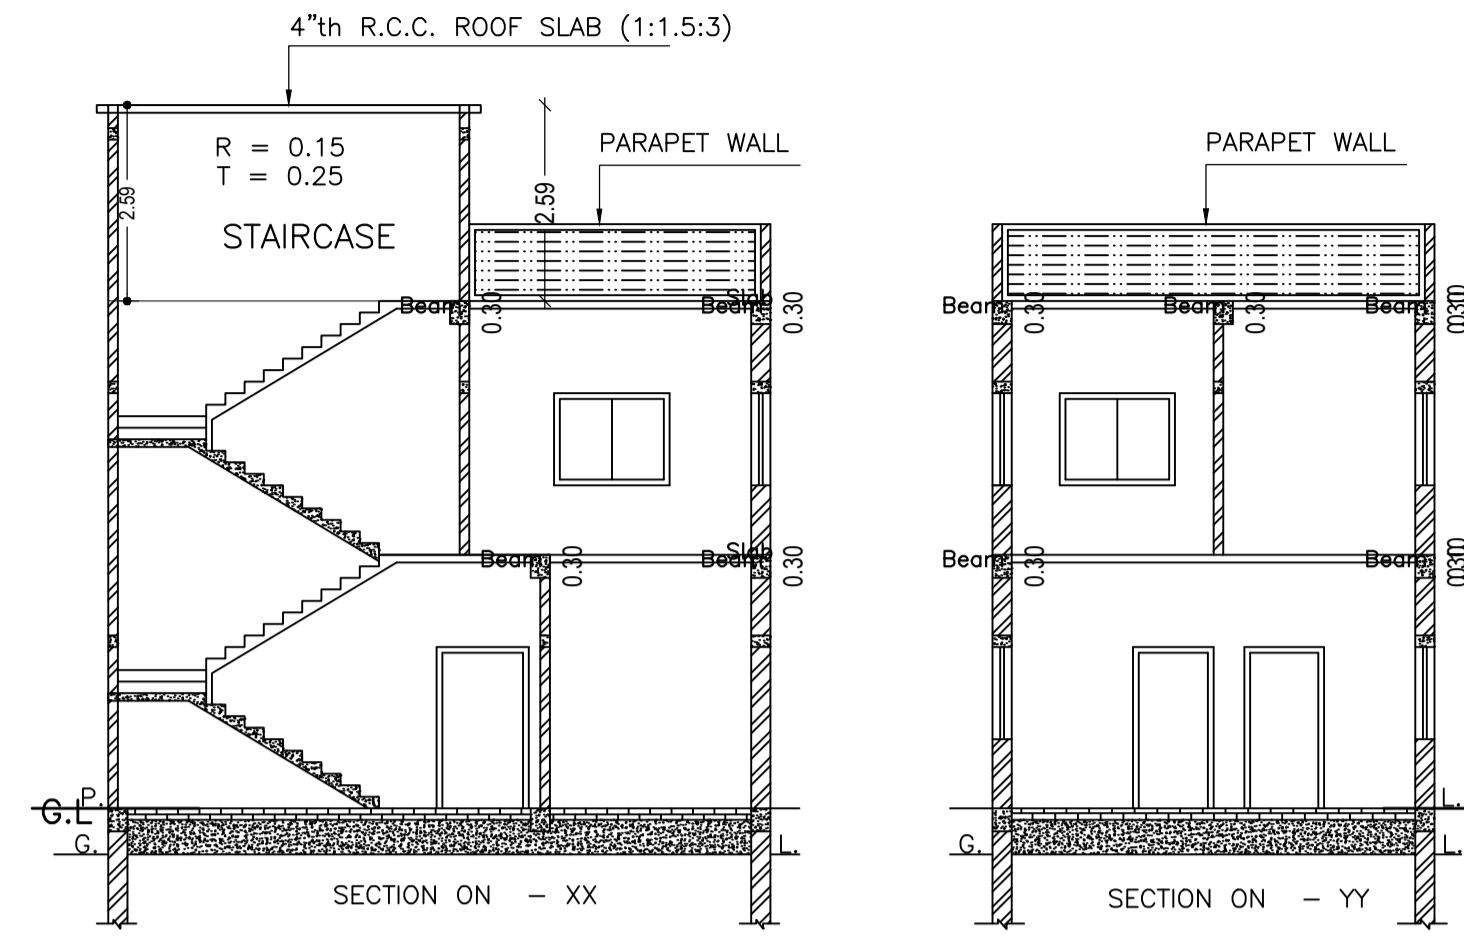 4"th R.C.C. ROOF SLAB (1:1.5:3)
R = 0.15
T = 0.25
2.59
STAIRCASE
2.59
PARAPET WALL
PARAPET WALL
Beam
0.30
Beam
Slab
0.30
Beam
0.30
Beam
0.30
Beam
0.30
Beam
0.30
Beam
Slab
0.30
Beam
0.30
Beam
0.30
P.
G.L
G.
L.
L.
G.
L.
SECTION ON - XX
SECTION ON - YY